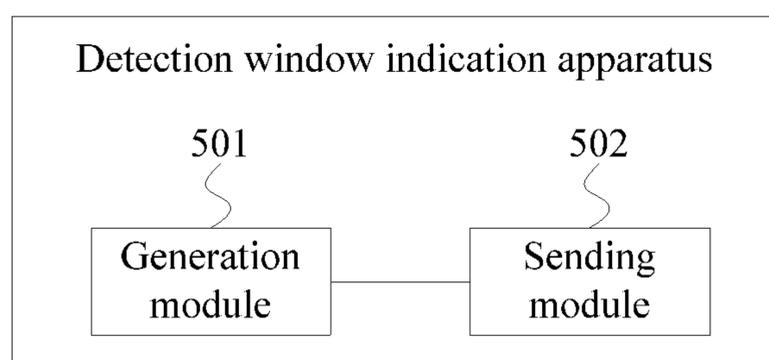 Detection window indication apparatus
501
502
Generation
module
Sending
module